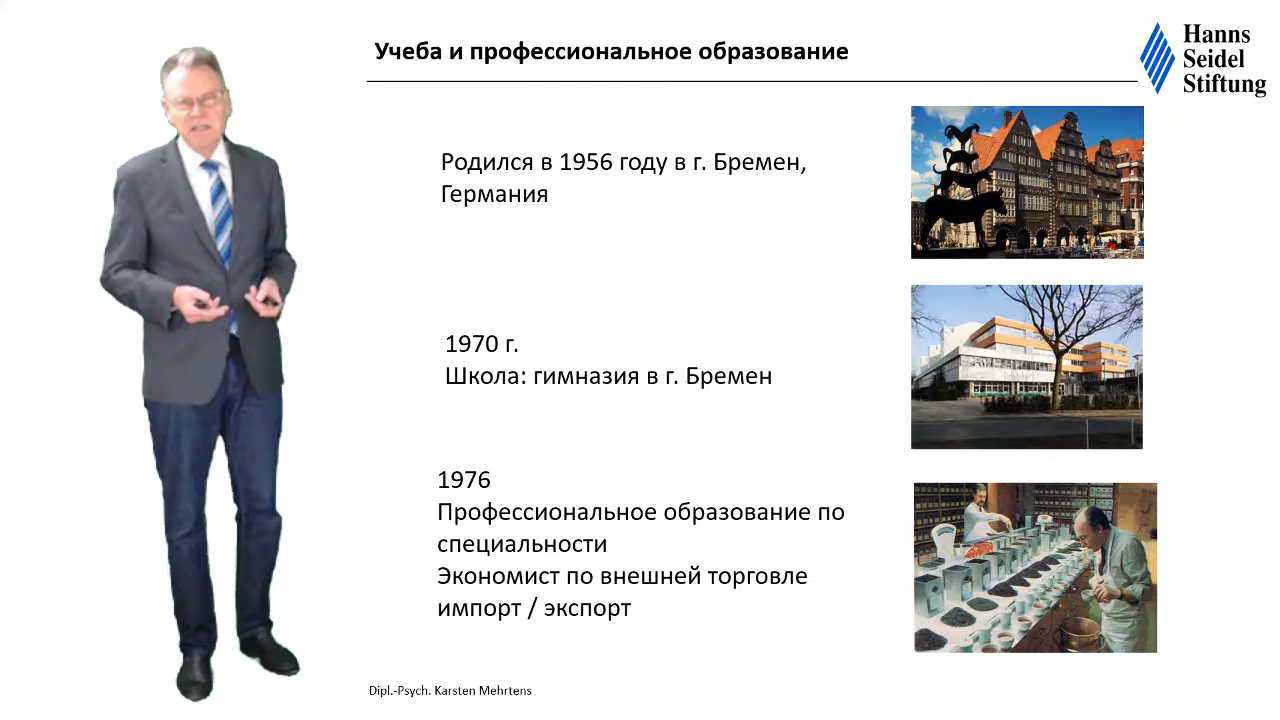 Учеба и профессиональное образование
Hanns
Seidel
Stiftung
Родился в 1956 году в г. Бремен,
Германия
1970 г.
Школа: гимназия в г. Бремен
1976
Профессиональное образование по
специальности
Экономист по внешней торговле
импорт / экспорт
Dipl.-Psych. Karsten Mehrtens